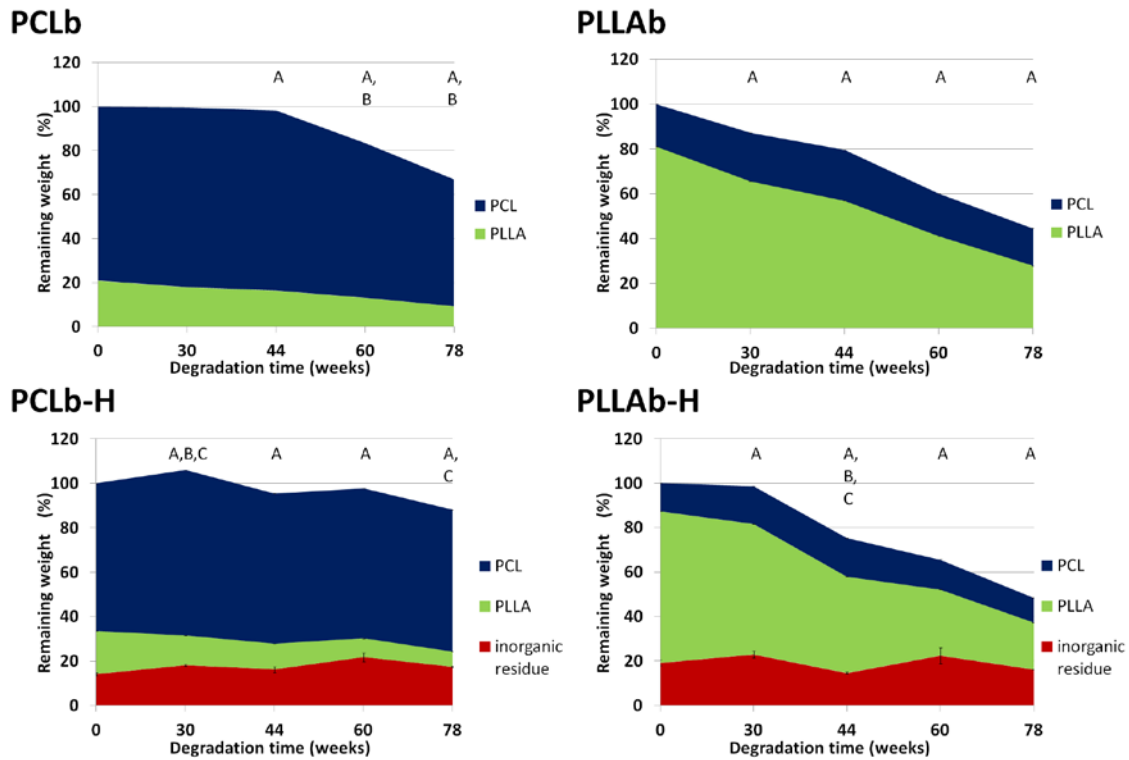 PCLb
120
100
80
60
40
20
0
Remaining weight (%)
A
A,
B
A,
B
PCL
PLLA
0 30 44 60 78
Degradation time (weeks)
PLLAb
120
100
80
60
40
20
0
Remaining weight (%)
A A A A
PCL
PLLA
0 30 44 60 78
Degradation time (weeks)
PCLb-H
120
100
80
60
40
20
0
Remaining weight (%)
A,B,C
A
A
A,
C
PCL
PLLA
inorganic
residue
0 30 44 60 78
Degradation time (weeks)
PLLAb-H
120
100
80
60
40
20
0
Remaining weight (%)
A
A,
B,
C
A
A
PCL
PLLA
inorganic
residue
0 30 44 60 78
Degradation time (weeks)